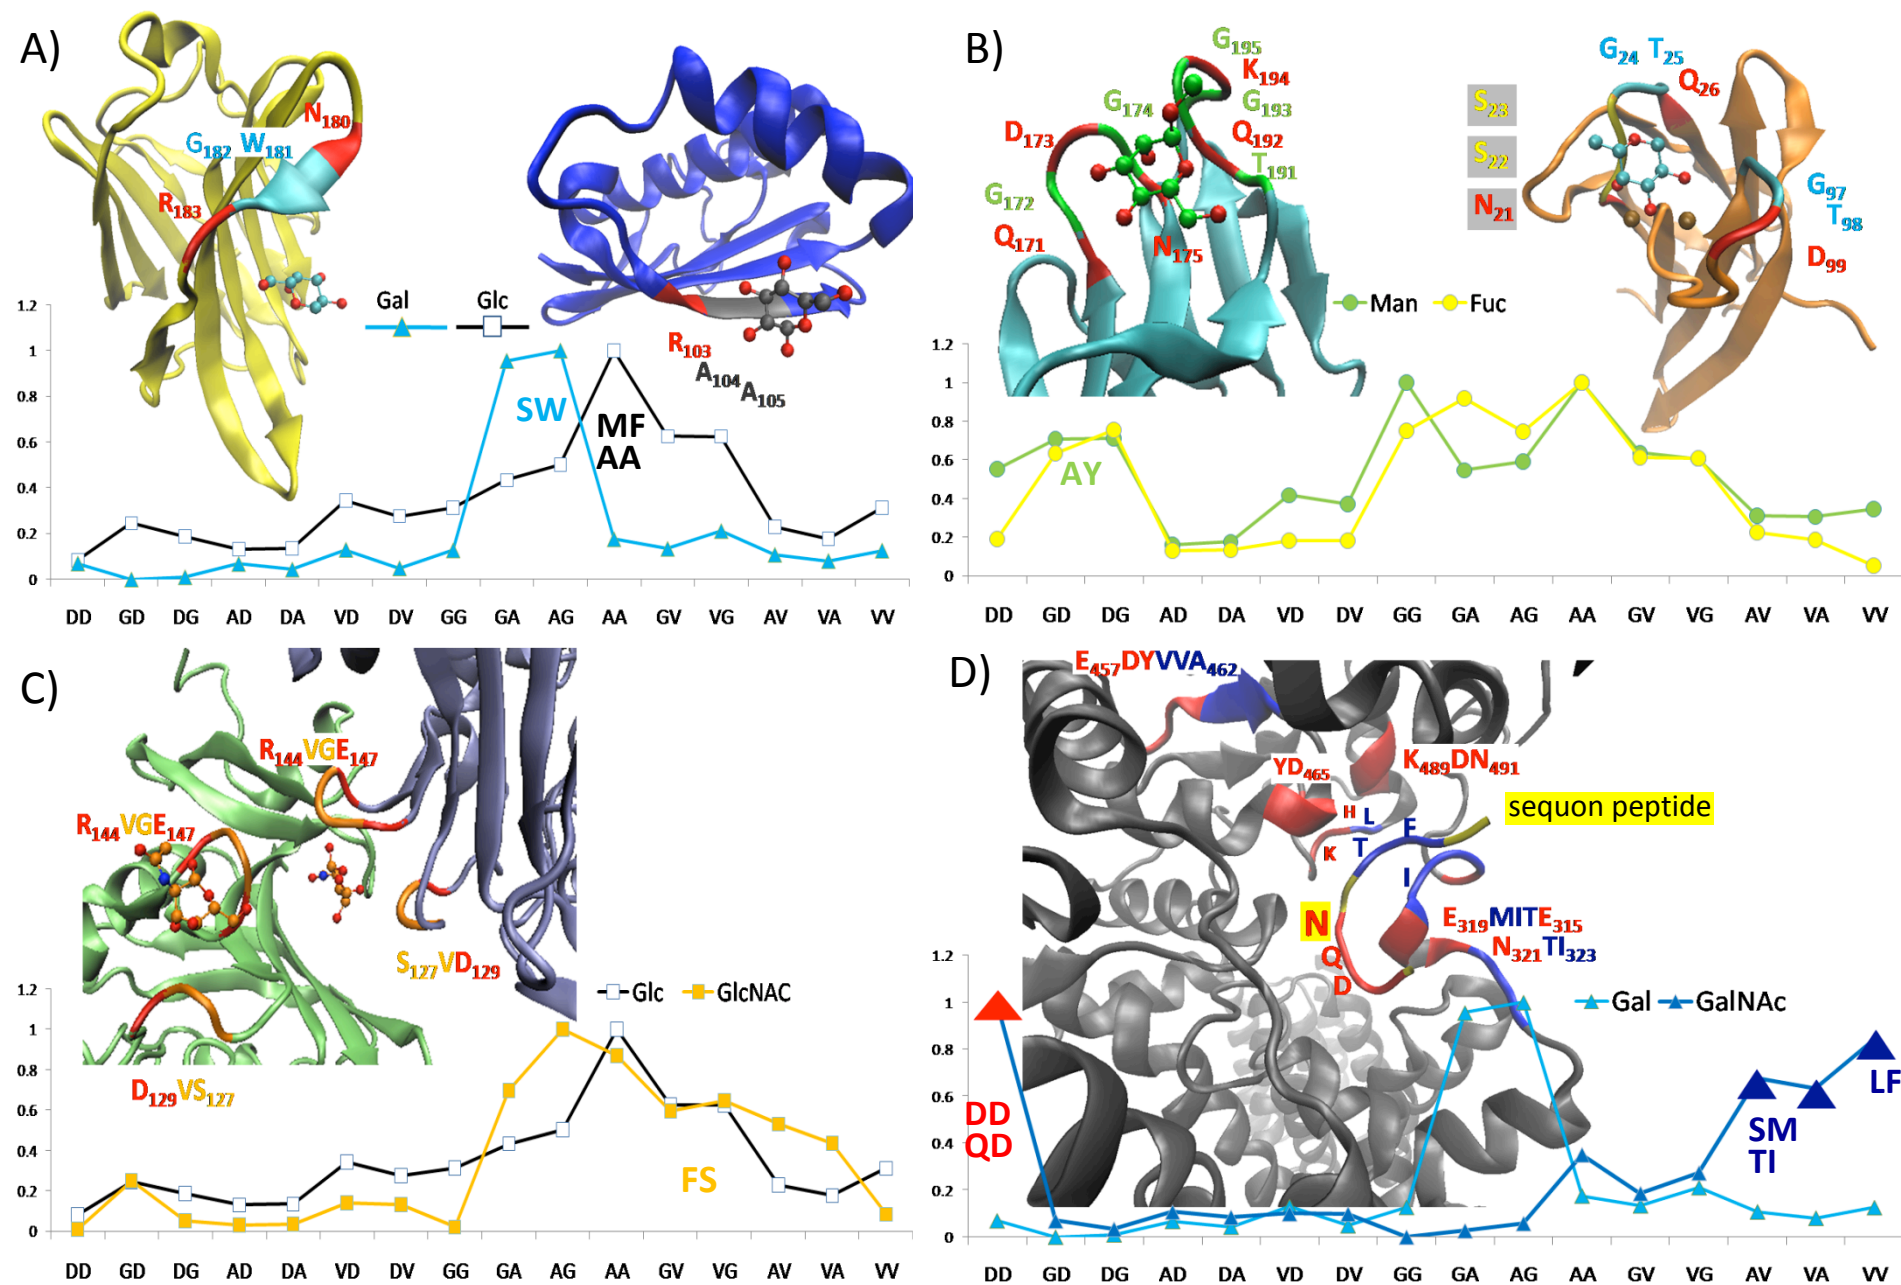 A)
N180
G182 W181
R183
Gal
Glc
R103
A104
A105
SW
MF
AA
1.2
1
0.8
0.6
0.4
0.2
0
DD GD DG AD DA VD DV GG GA AG AA GV VG AV VA VV
B)
G195
K194
G174
G193
D173
Q192
T191
G172
Q171
N175
G24 T25
Q26
S23
S22
N21
G97
T98
D99
Man
Fuc
AY
1.2
1
0.8
0.6
0.4
0.2
0
DD GD DG AD DA VD DV GG GA AG AA GV VG AV VA VV
C)
R144VGE147
R144VGE147
S127VD129
D129VS127
Glc
GlcNAC
FS
1.2
1
0.8
0.6
0.4
0.2
0
DD GD DG AD DA VD DV GG GA AG AA GV VG AV VA VV
D)
E457DYVVA462
K489DN491
YD465
sequon peptide
H
L
F
K
T
I
N
Q
D
E319MITE315
N321TI323
Gal
GalNAc
DD
QD
SM
TI
LF
1.2
1
0.8
0.6
0.4
0.2
0
DD GD DG AD DA VD DV GG GA AG AA GV VG AV VA VV